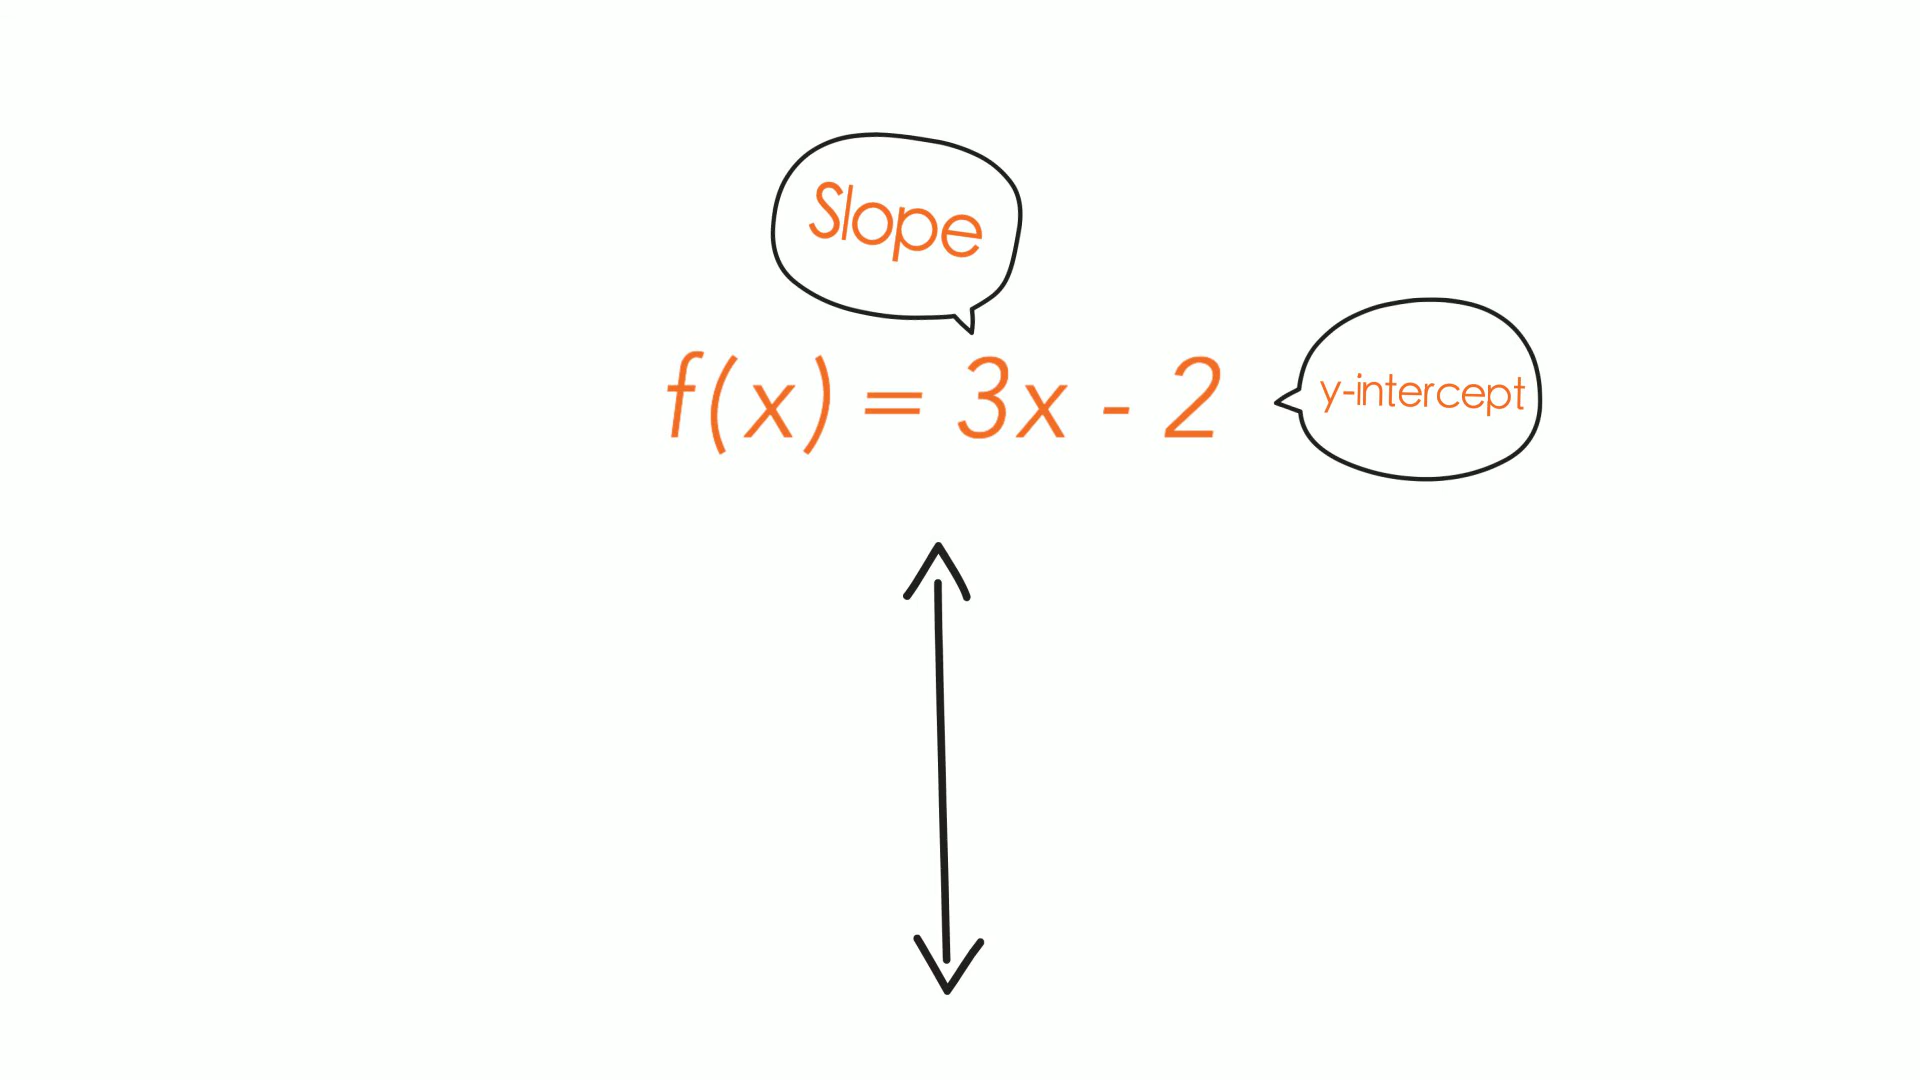 Slope
f(x) = 3x - 2
y-intercept